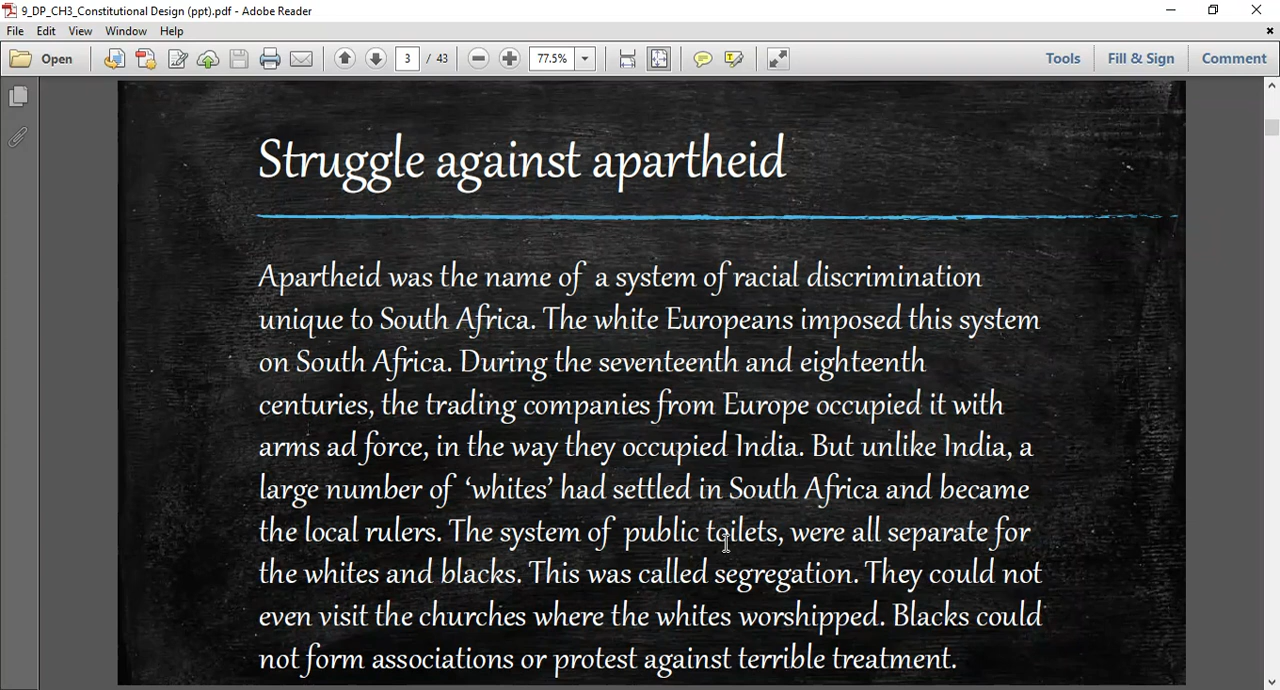 9_DP_CH3_Constitutional Design (ppt).pdf - Adobe Reader
File Edit View Window Help
Open 3 / 43 77.5% Tools Fill & Sign Comment
Struggle against apartheid
Apartheid was the name of a system of racial discrimination
unique to South Africa. The white Europeans imposed this system
on South Africa. During the seventeenth and eighteenth
centuries, the trading companies from Europe occupied it with
arms ad force, in the way they occupied India. But unlike India, a
large number of ‘whites’ had settled in South Africa and became
the local rulers. The system of public toilets, were all separate for
the whites and blacks. This was called segregation. They could not
even visit the churches where the whites worshipped. Blacks could
not form associations or protest against terrible treatment.